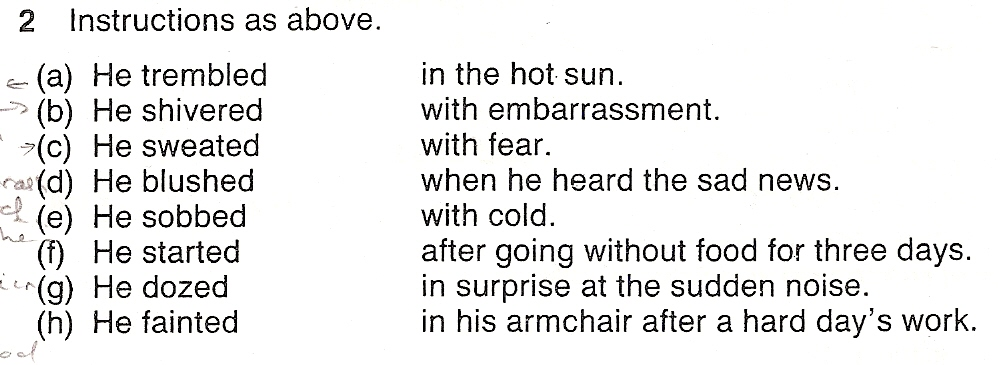 2 Instructions as above.
(a) He trembled in the hot sun.
(b) He shivered with embarrassment.
(c) He sweated with fear.
(d) He blushed when he heard the sad news.
(e) He sobbed with cold.
(f) He started after going without food for three days.
(g) He dozed in surprise at the sudden noise.
(h) He fainted in his armchair after a hard day's work.